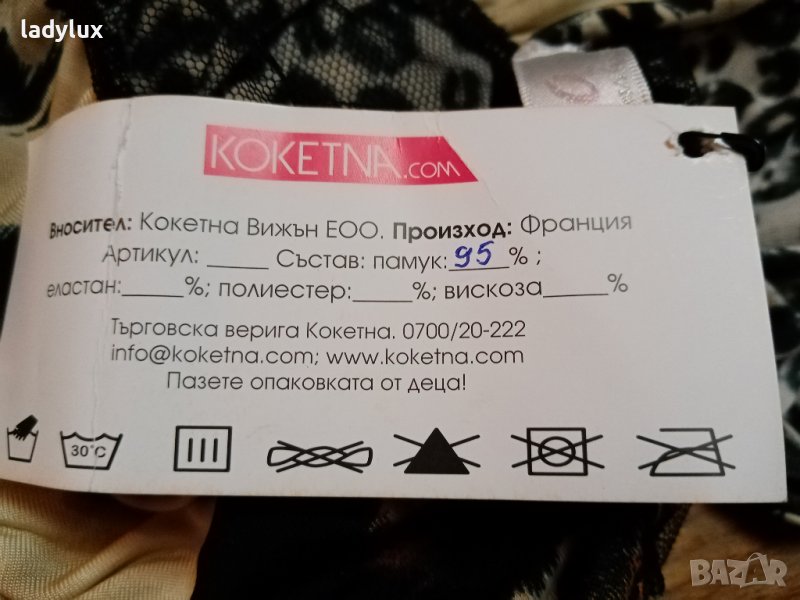 ladylux
KOKETNA.COM
Вносител: Кокетна Вижън ЕОО. Произход: Франция
Артикул: _____ Състав: памук: 95 % ;
еластан:_____%; полиестер:_____%; вискоза_____%
Търговска верига Кокетна. 0700/20-222
info@koketna.com; www.koketna.com
Пазете опаковката от деца!
30°C
BAZAR